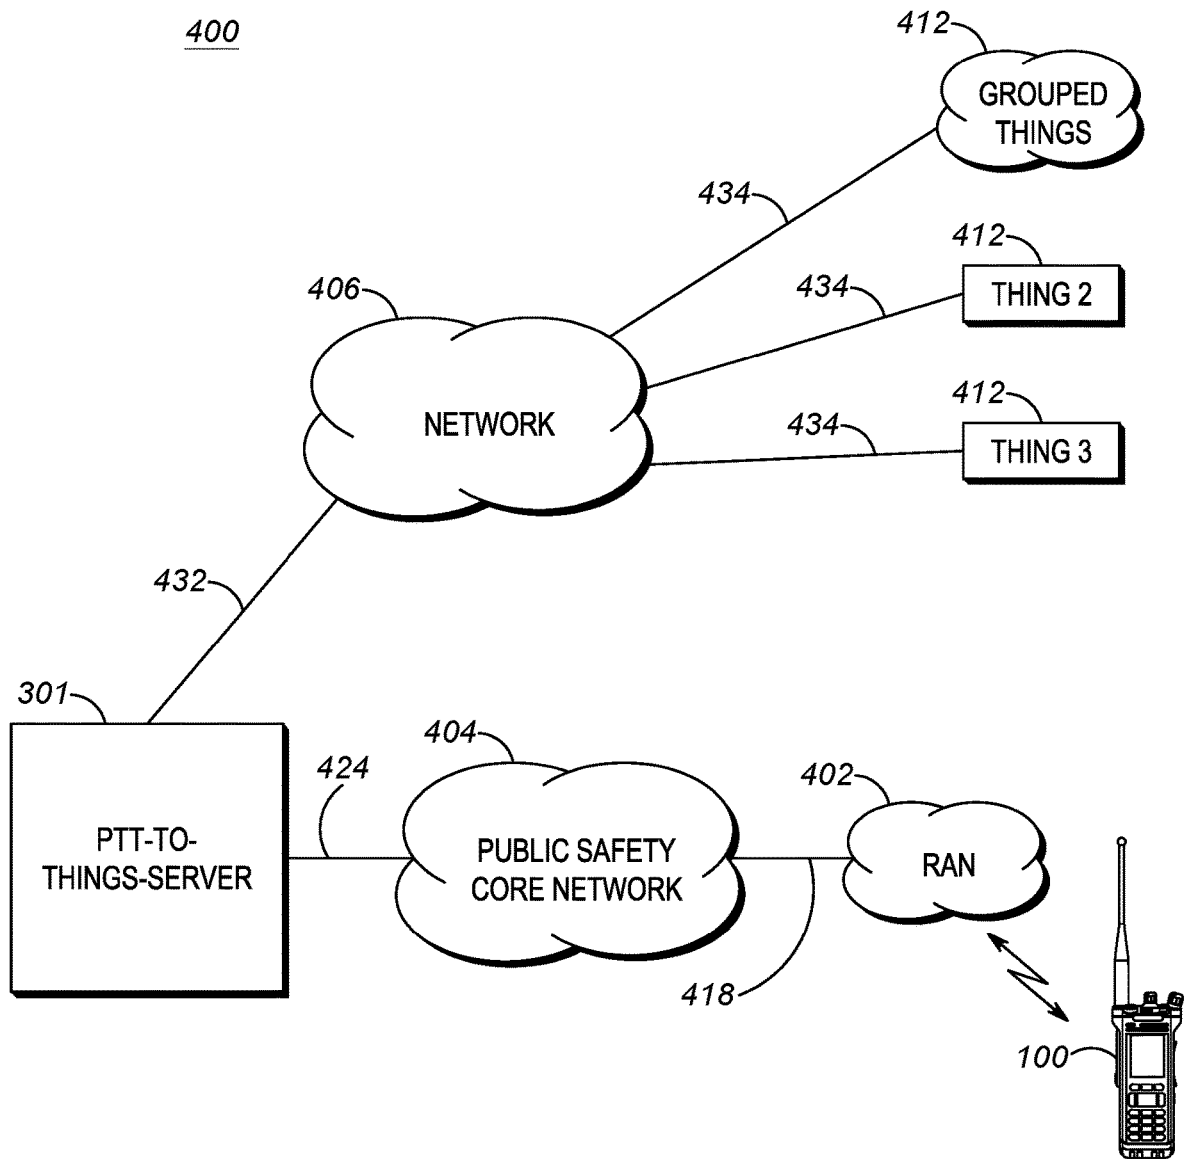 400
412
GROUPED
THINGS
434
412
THING 2
434
406
412
THING 3
434
NETWORK
432
301
404
424
402
PTT-TO-
THINGS-SERVER
PUBLIC SAFETY
CORE NETWORK
RAN
418
100